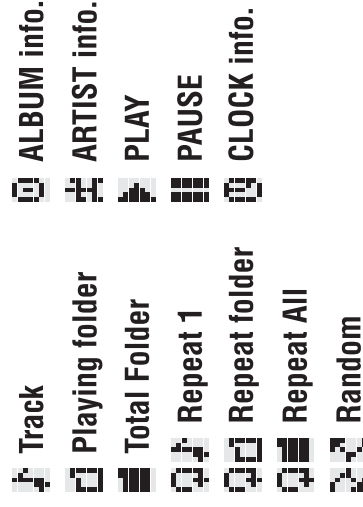 Track
Playing folder
Total Folder
Repeat 1
Repeat folder
Repeat All
Random
ALBUM info.
ARTIST info.
PLAY
PAUSE
CLOCK info.